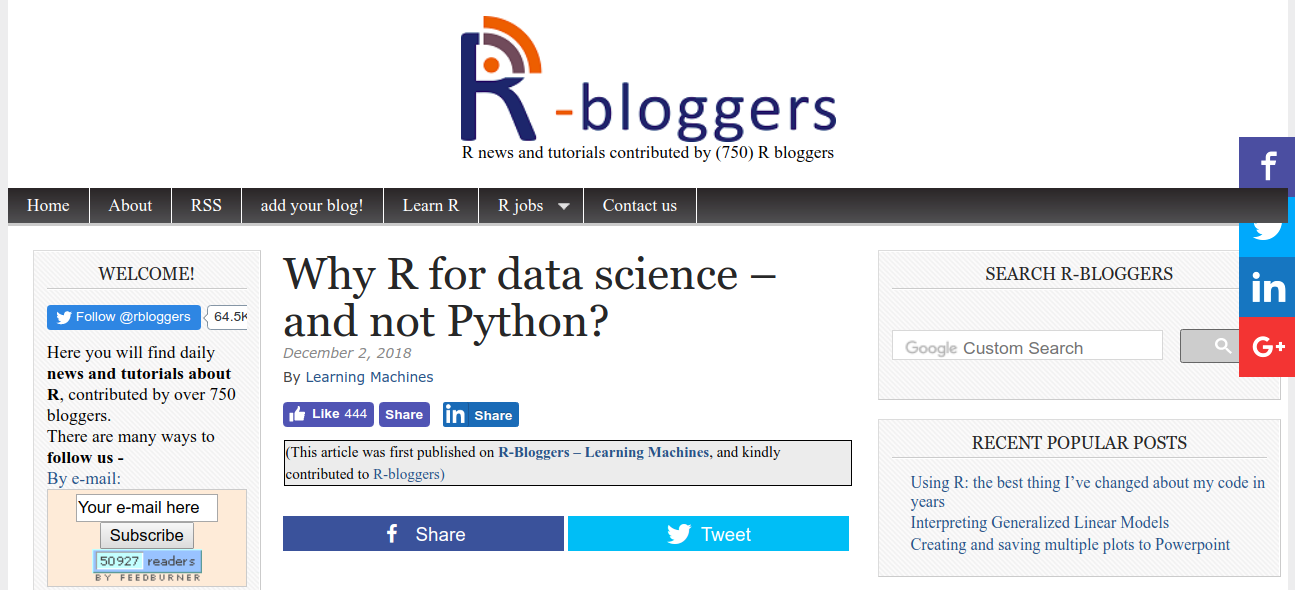 R-bloggers
R news and tutorials contributed by (750) R bloggers
Home
About
RSS
add your blog!
Learn R
R jobs
Contact us
WELCOME!
Follow @rbloggers
64.5K
Here you will find daily
news and tutorials about
R, contributed by over 750
bloggers.
There are many ways to
follow us -
By e-mail:
Your e-mail here
Subscribe
50927 readers
BY FEEDBURNER
Why R for data science –
and not Python?
December 2, 2018
By Learning Machines
Like 444
Share
in Share
(This article was first published on R-Bloggers – Learning Machines, and kindly
contributed to R-bloggers)
f Share
Tweet
SEARCH R-BLOGGERS
Google Custom Search
RECENT POPULAR POSTS
Using R: the best thing I’ve changed about my code in
years
Interpreting Generalized Linear Models
Creating and saving multiple plots to Powerpoint
f
in
G+